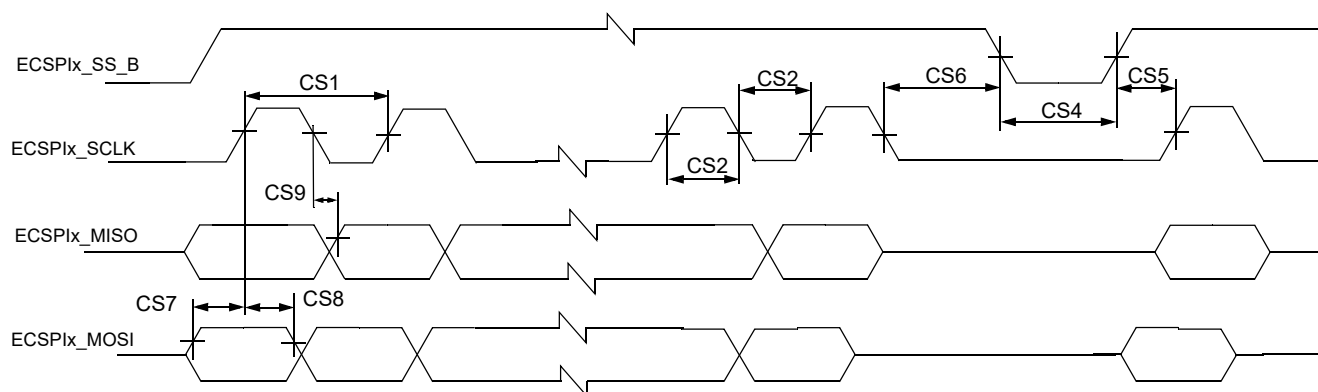 ECSPIx_SS_B
CS1
CS2
CS6
CS5
CS4
ECSPIx_SCLK
CS2
CS9
ECSPIx_MISO
CS7
CS8
ECSPIx_MOSI